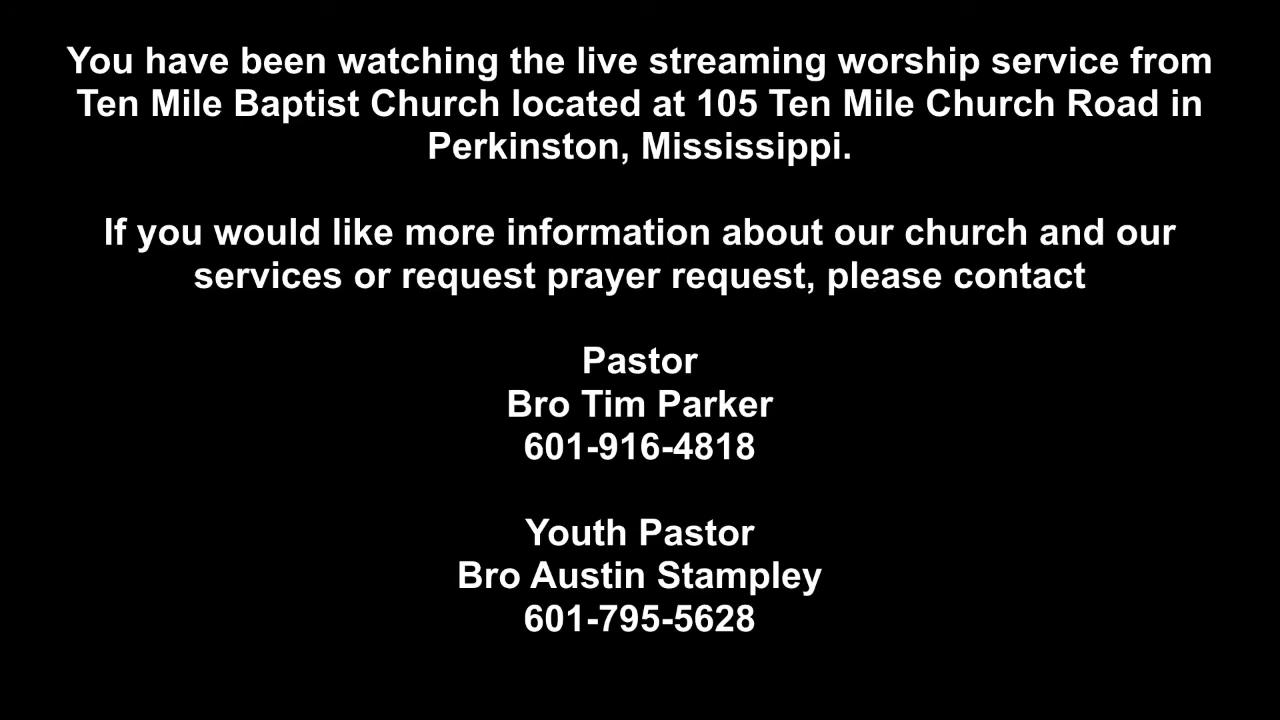 You have been watching the live streaming worship service from
Ten Mile Baptist Church located at 105 Ten Mile Church Road in
Perkinston, Mississippi.
If you would like more information about our church and our
services or request prayer request, please contact
Pastor
Bro Tim Parker
601-916-4818
Youth Pastor
Bro Austin Stampley
601-795-5628